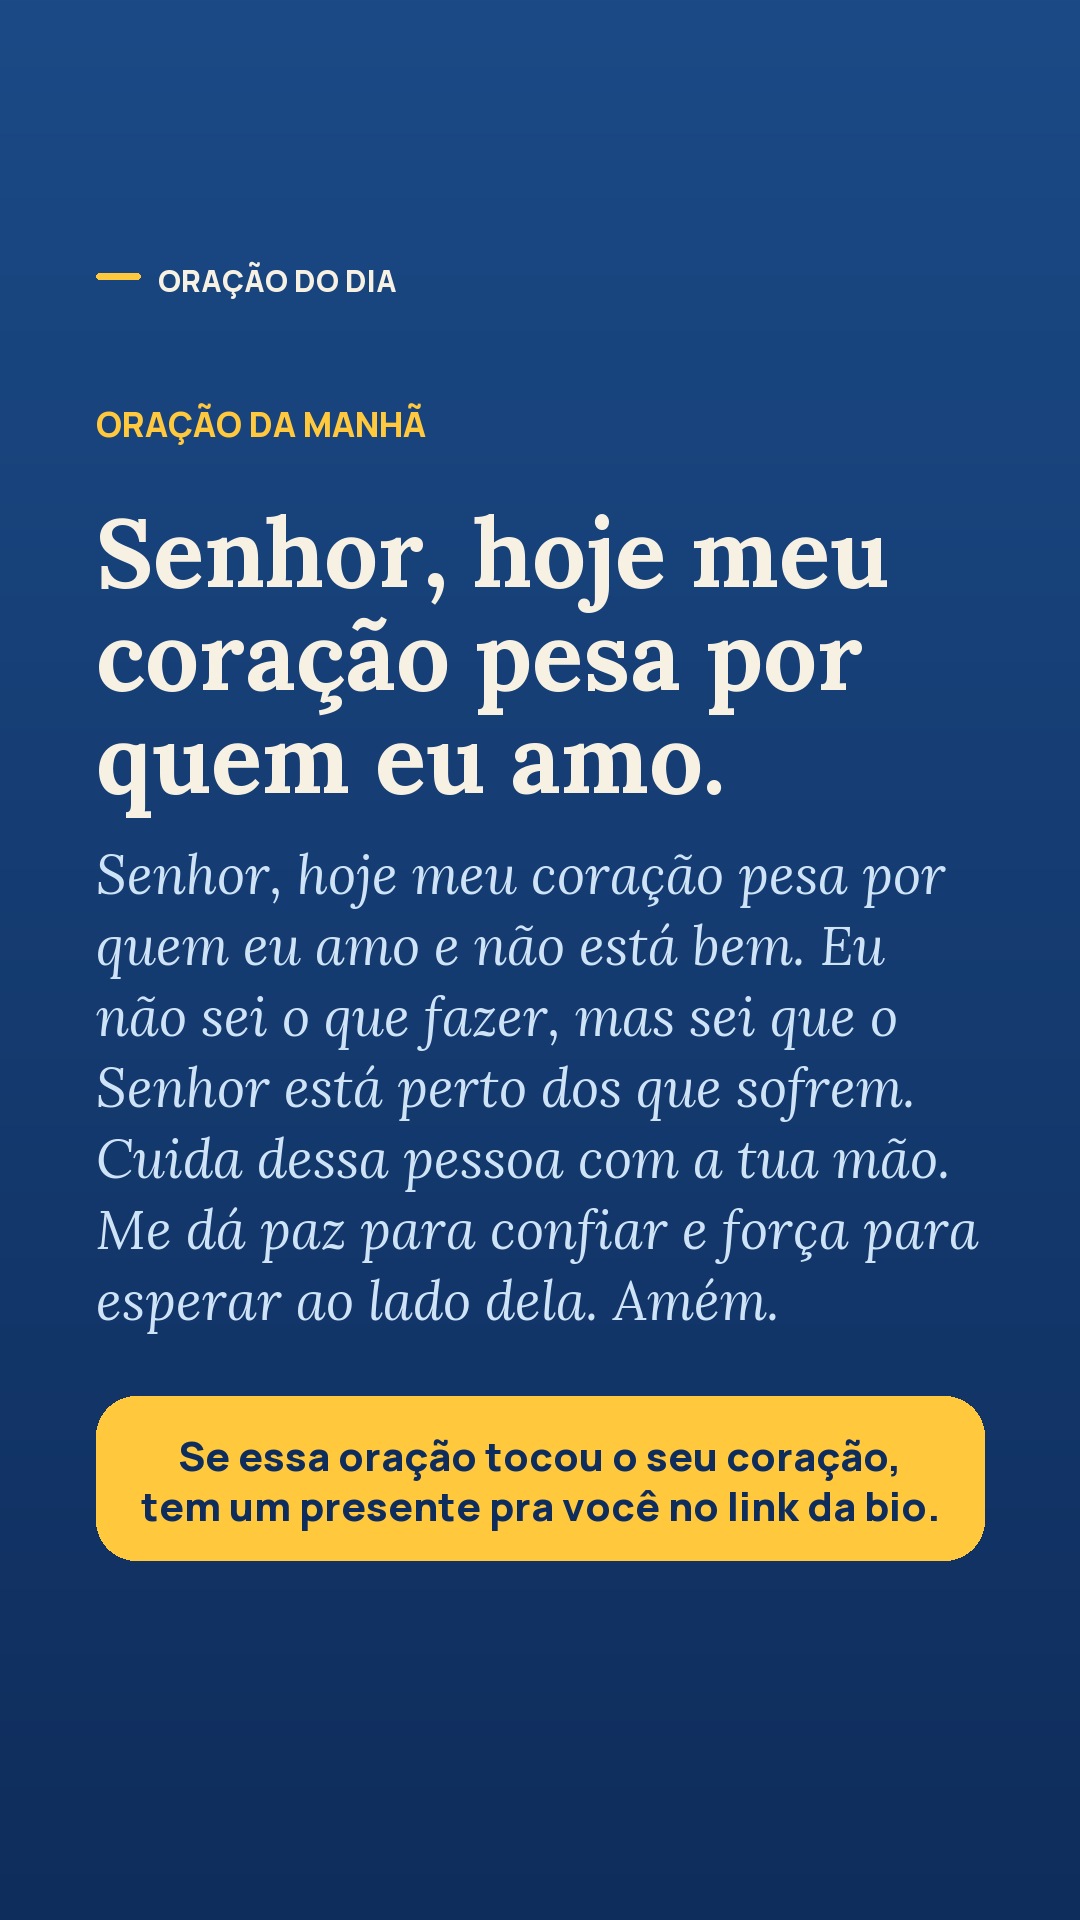 ORAÇÃO DO DIA
ORAÇÃO DA MANHÃ
Senhor, hoje meu
coração pesa por
quem eu amo.
Senhor, hoje meu coração pesa por
quem eu amo e não está bem. Eu
não sei o que fazer, mas sei que o
Senhor está perto dos que sofrem.
Cuida dessa pessoa com a tua mão.
Me dá paz para confiar e força para
esperar ao lado dela. Amém.
Se essa oração tocou o seu coração,
tem um presente pra você no link da bio.